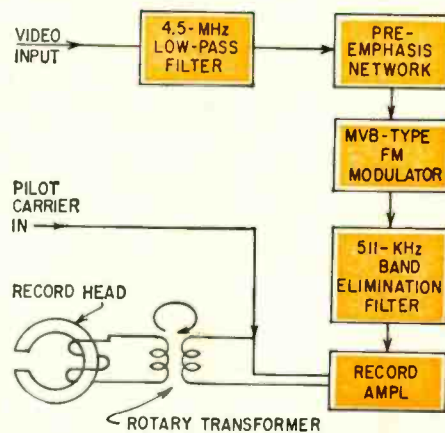 VIDEO
INPUT
4.5-MHz
LOW-PASS
FILTER
PRE-
EMPHASIS
NETWORK
MVB-TYPE
FM
MODULATOR
PILOT
CARRIER
IN
511-KHz
BAND
ELIMINATION
FILTER
RECORD HEAD
RECORD
AMPL
ROTARY TRANSFORMER